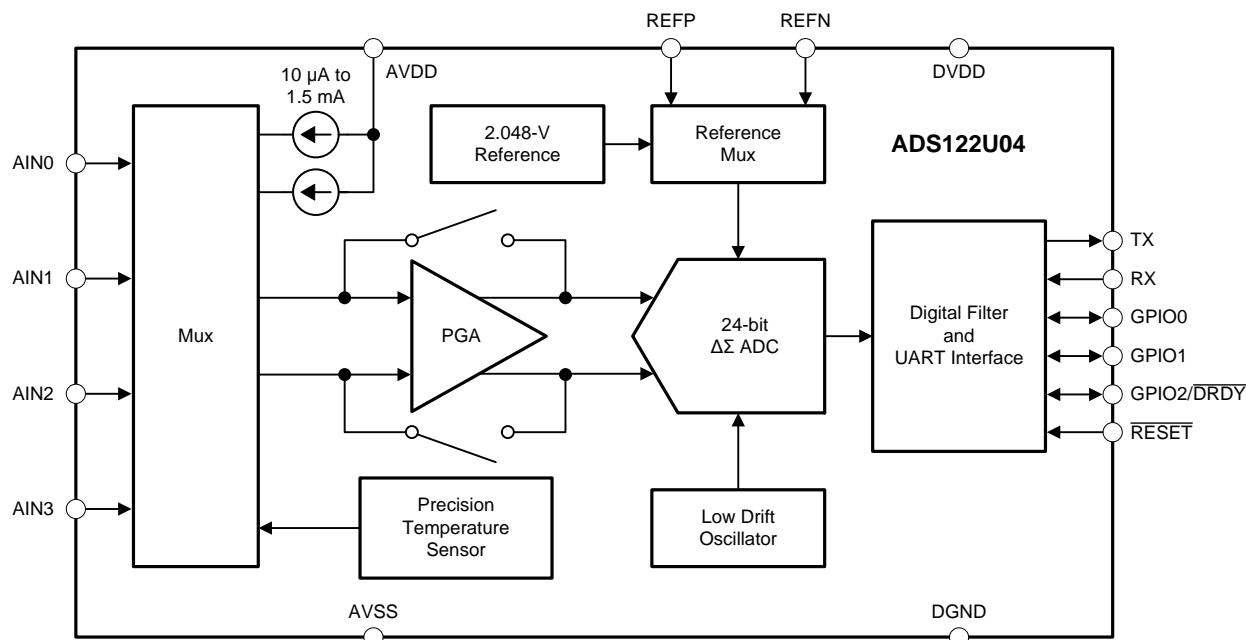 REFP
REFN
AVDD
DVDD
10 µA to
1.5 mA
2.048-V
Reference
Reference
Mux
ADS122U04
AIN0
AIN1
AIN2
AIN3
Mux
PGA
24-bit
ΔΣ ADC
Digital Filter
and
UART Interface
TX
RX
GPIO0
GPIO1
GPIO2/DRDY
RESET
Precision
Temperature
Sensor
Low Drift
Oscillator
AVSS
DGND